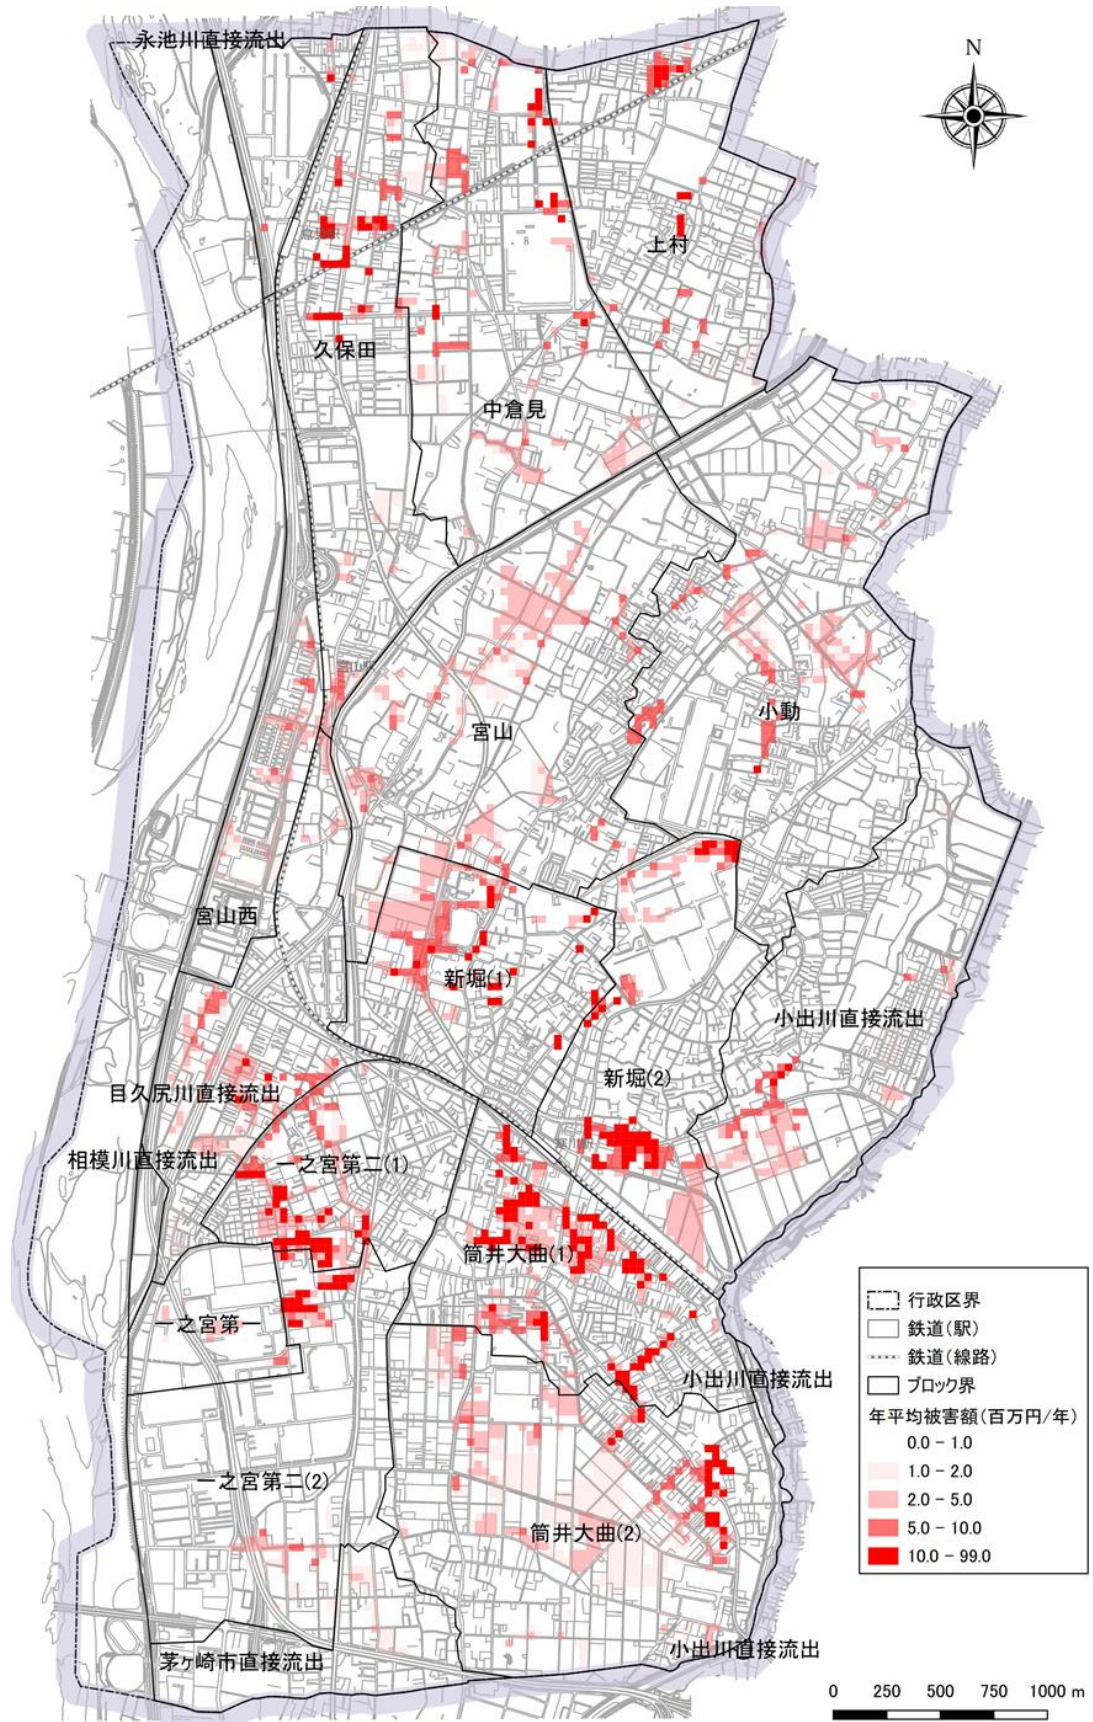 永池川直接流出
N
上村
久保田
中倉見
宮山
小動
宮山西
新堀(1)
小出川直接流出
新堀(2)
目久尻川直接流出
相模川直接流出
一之宮第二(1)
筒井大曲(1)
一之宮第一
小出川直接流出
一之宮第二(2)
筒井大曲(2)
小出川直接流出
茅ヶ崎市直接流出
行政区界
鉄道(駅)
鉄道(線路)
ブロック界
年平均被害額(百万円/年)
0.0 - 1.0
1.0 - 2.0
2.0 - 5.0
5.0 - 10.0
10.0 - 99.0
0 250 500 750 1000 m